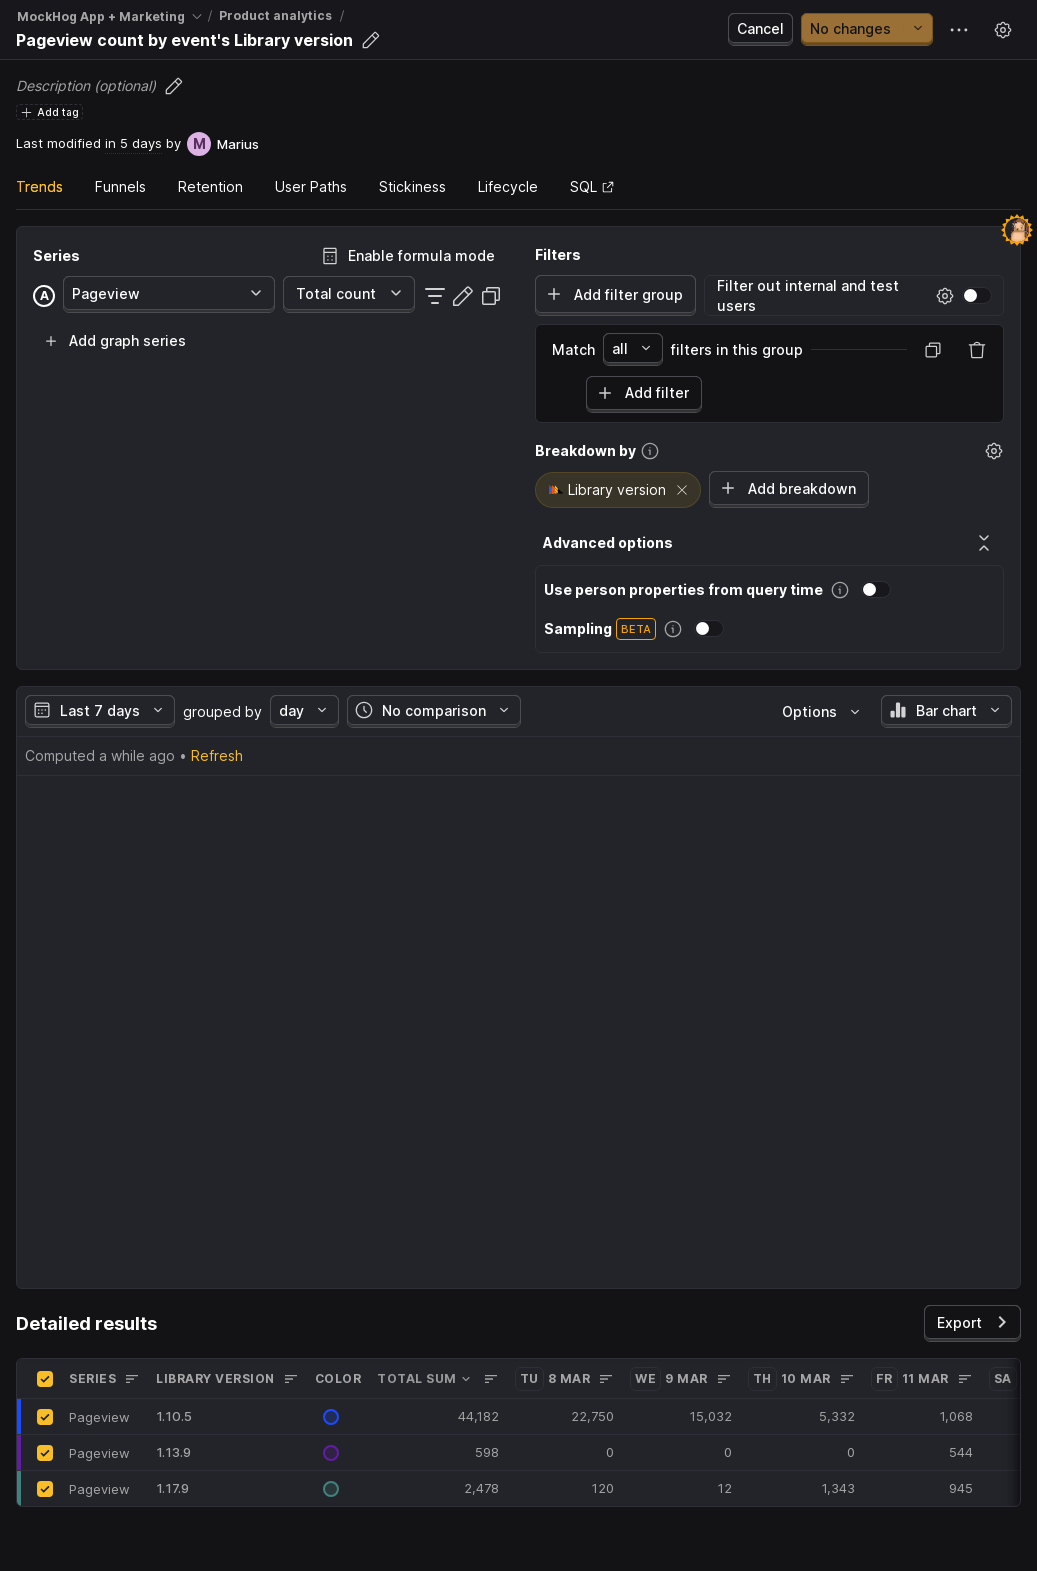 MockHog App + Marketing / Product analytics /
Pageview count by event's Library version
Cancel
No changes
Description (optional)
Add tag
Last modified in 5 days by M Marius
Trends Funnels Retention User Paths Stickiness Lifecycle SQL
Series
Enable formula mode
A Pageview Total count
Add graph series
Filters
Add filter group
Filter out internal and test
users
Match all filters in this group
Add filter
Breakdown by
Library version
Add breakdown
Advanced options
Use person properties from query time
Sampling BETA
Last 7 days grouped by day No comparison Options Bar chart
Computed a while ago • Refresh
Detailed results
Export
SERIES LIBRARY VERSION COLOR TOTAL SUM TU 8 MAR WE 9 MAR TH 10 MAR FR 11 MAR SA
Pageview 1.10.5 44,182 22,750 15,032 5,332 1,068
Pageview 1.13.9 598 0 0 0 544
Pageview 1.17.9 2,478 120 12 1,343 945